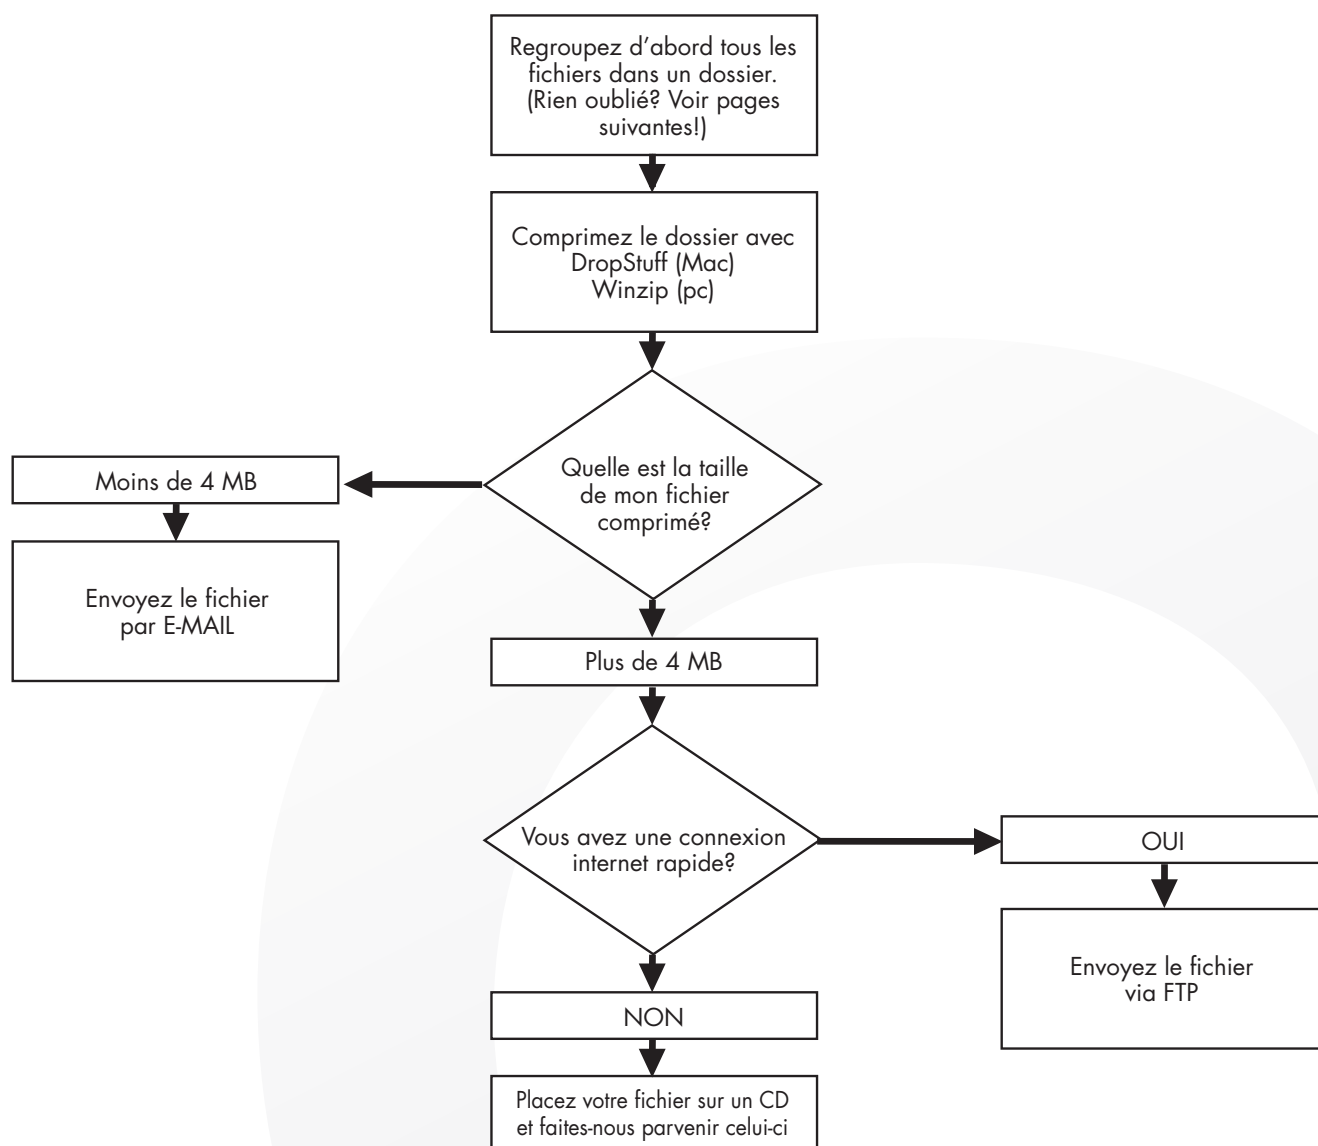 Regroupez d'abord tous les
fichiers dans un dossier.
(Rien oublié? Voir pages
suivantes!)
Comprimez le dossier avec
DropStuff (Mac)
Winzip (pc)
Quelle est la taille
de mon fichier
comprimé?
Moins de 4 MB
Envoyez le fichier
par E-MAIL
Plus de 4 MB
Vous avez une connexion
internet rapide?
OUI
Envoyez le fichier
via FTP
NON
Placez votre fichier sur un CD
et faites-nous parvenir celui-ci